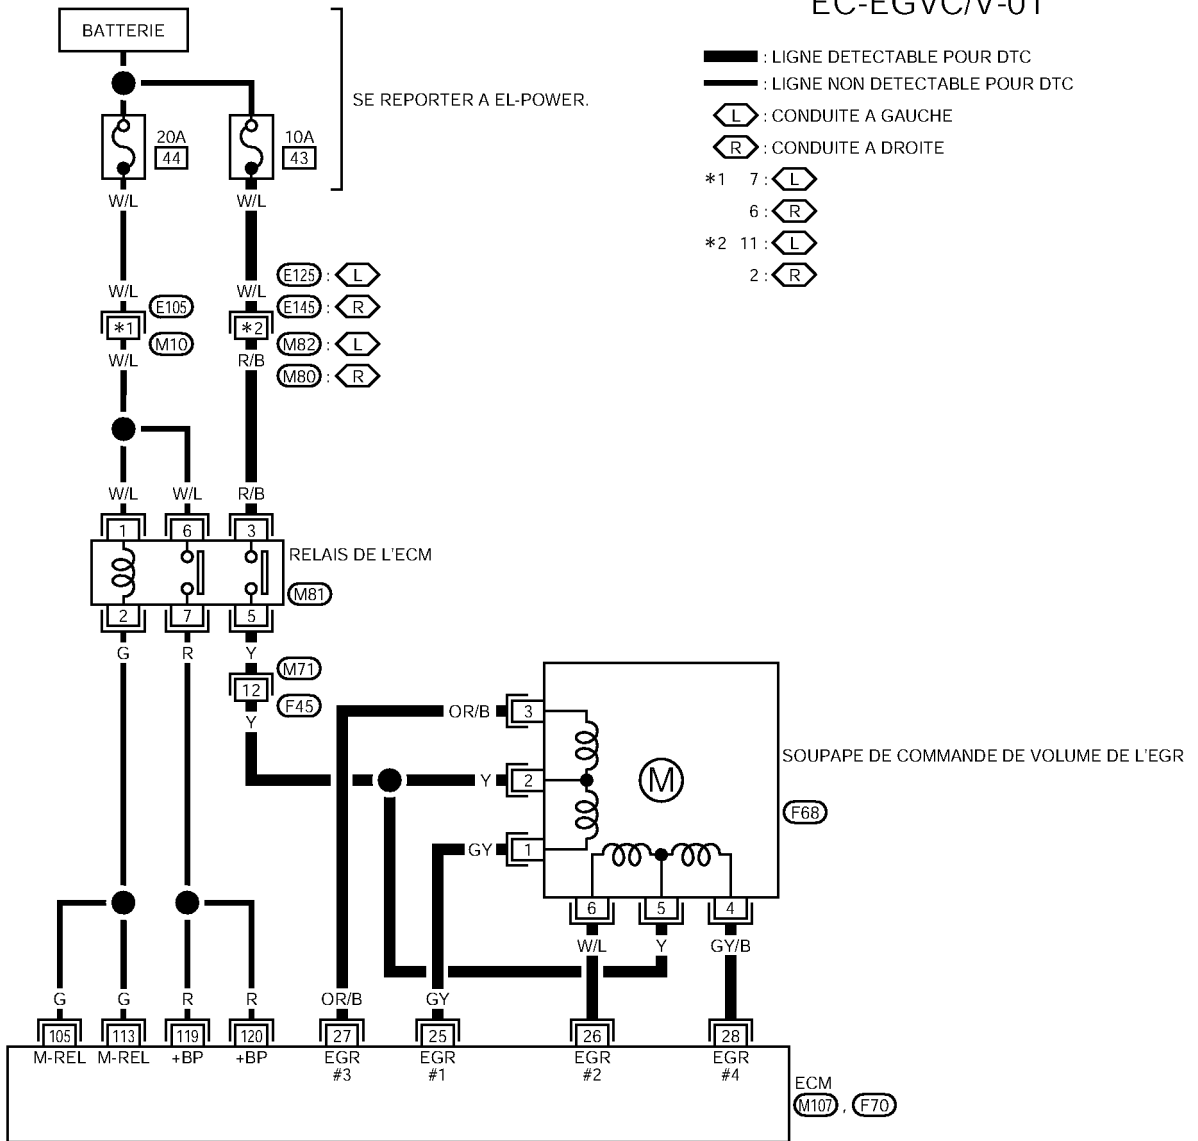 EC-EGVC/V-01
BATTERIE
: LIGNE DETECTABLE POUR DTC
: LIGNE NON DETECTABLE POUR DTC
SE REPORTER A EL-POWER.
L : CONDUITE A GAUCHE
R : CONDUITE A DROITE
20A
44
10A
43
*1 7 : L
6 : R
*2 11 : L
2 : R
W/L W/L
E125 : L
W/L W/L
E105
E145 : R
*1 *2
M10
M82 : L
W/L R/B
M80 : R
W/L W/L R/B
1 6 3
RELAIS DE L'ECM
M81
2 7 5
G R Y
M71
12
F45
Y
OR/B 3
SOUPAPE DE COMMANDE DE VOLUME DE L'EGR
Y 2
M
F68
GY 1
6 5 4
W/L Y GY/B
G G R R OR/B GY
105 113 119 120 27 25 26 28
M-REL M-REL +BP +BP EGR EGR EGR EGR
#3 #1 #2 #4
ECM
M107 , F70